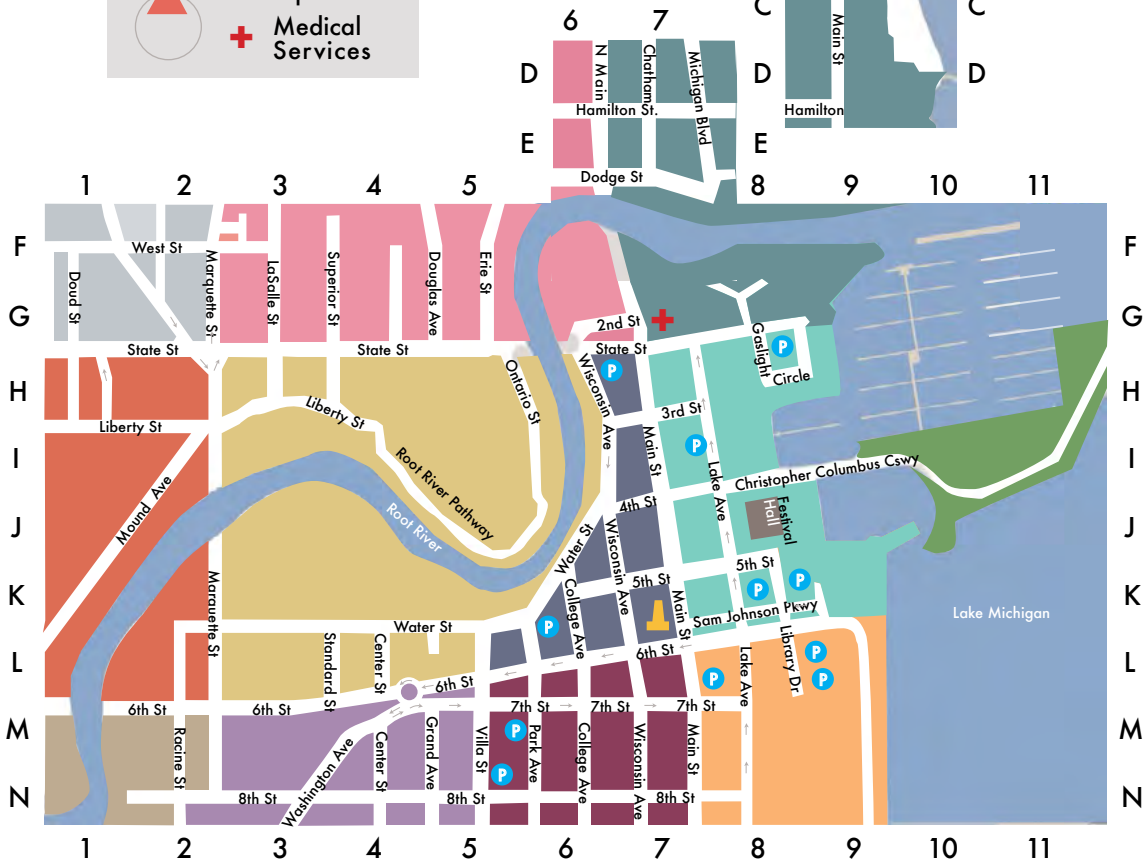 Medical
Services
C
Main St
C
6 7
D
N Main
Chatham
Michigan Blvd
D
D
Hamilton St.
Hamilton
E
E
Dodge St
1 2 3 4 5
8 9 10 11
F
West St
F
Doud St
Marquette St
LaSalle St
Superior St
Douglas Ave
Erie St
G
2nd St
G
State St
State St
State St
Gaslight
P
P
Circle
H
Ontario St
Wisconsin Ave
H
Liberty St
Liberty St
3rd St
P
I
Root River Pathway
Main St
Lake Ave
Christopher Columbus Cswy
I
Mound Ave
Root River
4th St
Festival
Hall
J
Water St
Wisconsin Ave
J
5th St
5th St
P
P
K
Marquette St
College Ave
Main St
Sam Johnson Pkwy
Lake Michigan
K
Water St
P
Standard St
Center St
6th St
Lake Ave
Library Dr
P
P
P
L
6th St
L
6th St
6th St
7th St
7th St
7th St
M
Racine St
Washington Ave
Center St
Grand Ave
Villa St
P
Park Ave
College Ave
Wisconsin Ave
Main St
M
P
N
8th St
8th St
8th St
N
1 2 3 4 5 6 7 8 9 10 11